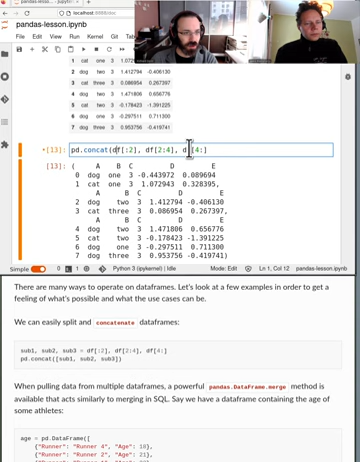 pandas-lesson.ipynb
File Edit View Run Kernel Git
1 cat one 3
2 dog two 3 1.412794 -0.406130
3 cat three 3 0.086954 0.267397
4 dog two 3 1.471806 0.656776
5 cat two 3 -0.178423 -1.391225
6 dog one 3 -0.297511 0.711300
7 dog three 3 0.953756 -0.419741
[13]: pd.concat(df[:2], df[2:4], df[4:]
[13]: ( A B C D E
0 dog one 3 -0.443972 0.089694
1 cat one 3 1.072943 0.328395,
A B C D E
2 dog two 3 1.412794 -0.406130
3 cat three 3 0.086954 0.267397,
A B C D E
4 dog two 3 1.471806 0.656776
5 cat two 3 -0.178423 -1.391225
6 dog one 3 -0.297511 0.711300
7 dog three 3 0.953756 -0.419741)
Simple 0 1 Python 3 (ipykernel) | Idle Mode: Edit Ln 1, Col 12 pandas-lesson.ipynb
There are many ways to operate on dataframes. Let's look at a few examples in order to get a
feeling of what's possible and what the use cases can be.
We can easily split and concatenate dataframes:
sub1, sub2, sub3 = df[:2], df[2:4], df[4:]
pd.concat([sub1, sub2, sub3])
When pulling data from multiple dataframes, a powerful pandas.DataFrame.merge method is
available that acts similarly to merging in SQL. Say we have a dataframe containing the age of
some athletes:
age = pd.DataFrame([
{"Runner": "Runner 4", "Age": 18},
{"Runner": "Runner 2", "Age": 21},